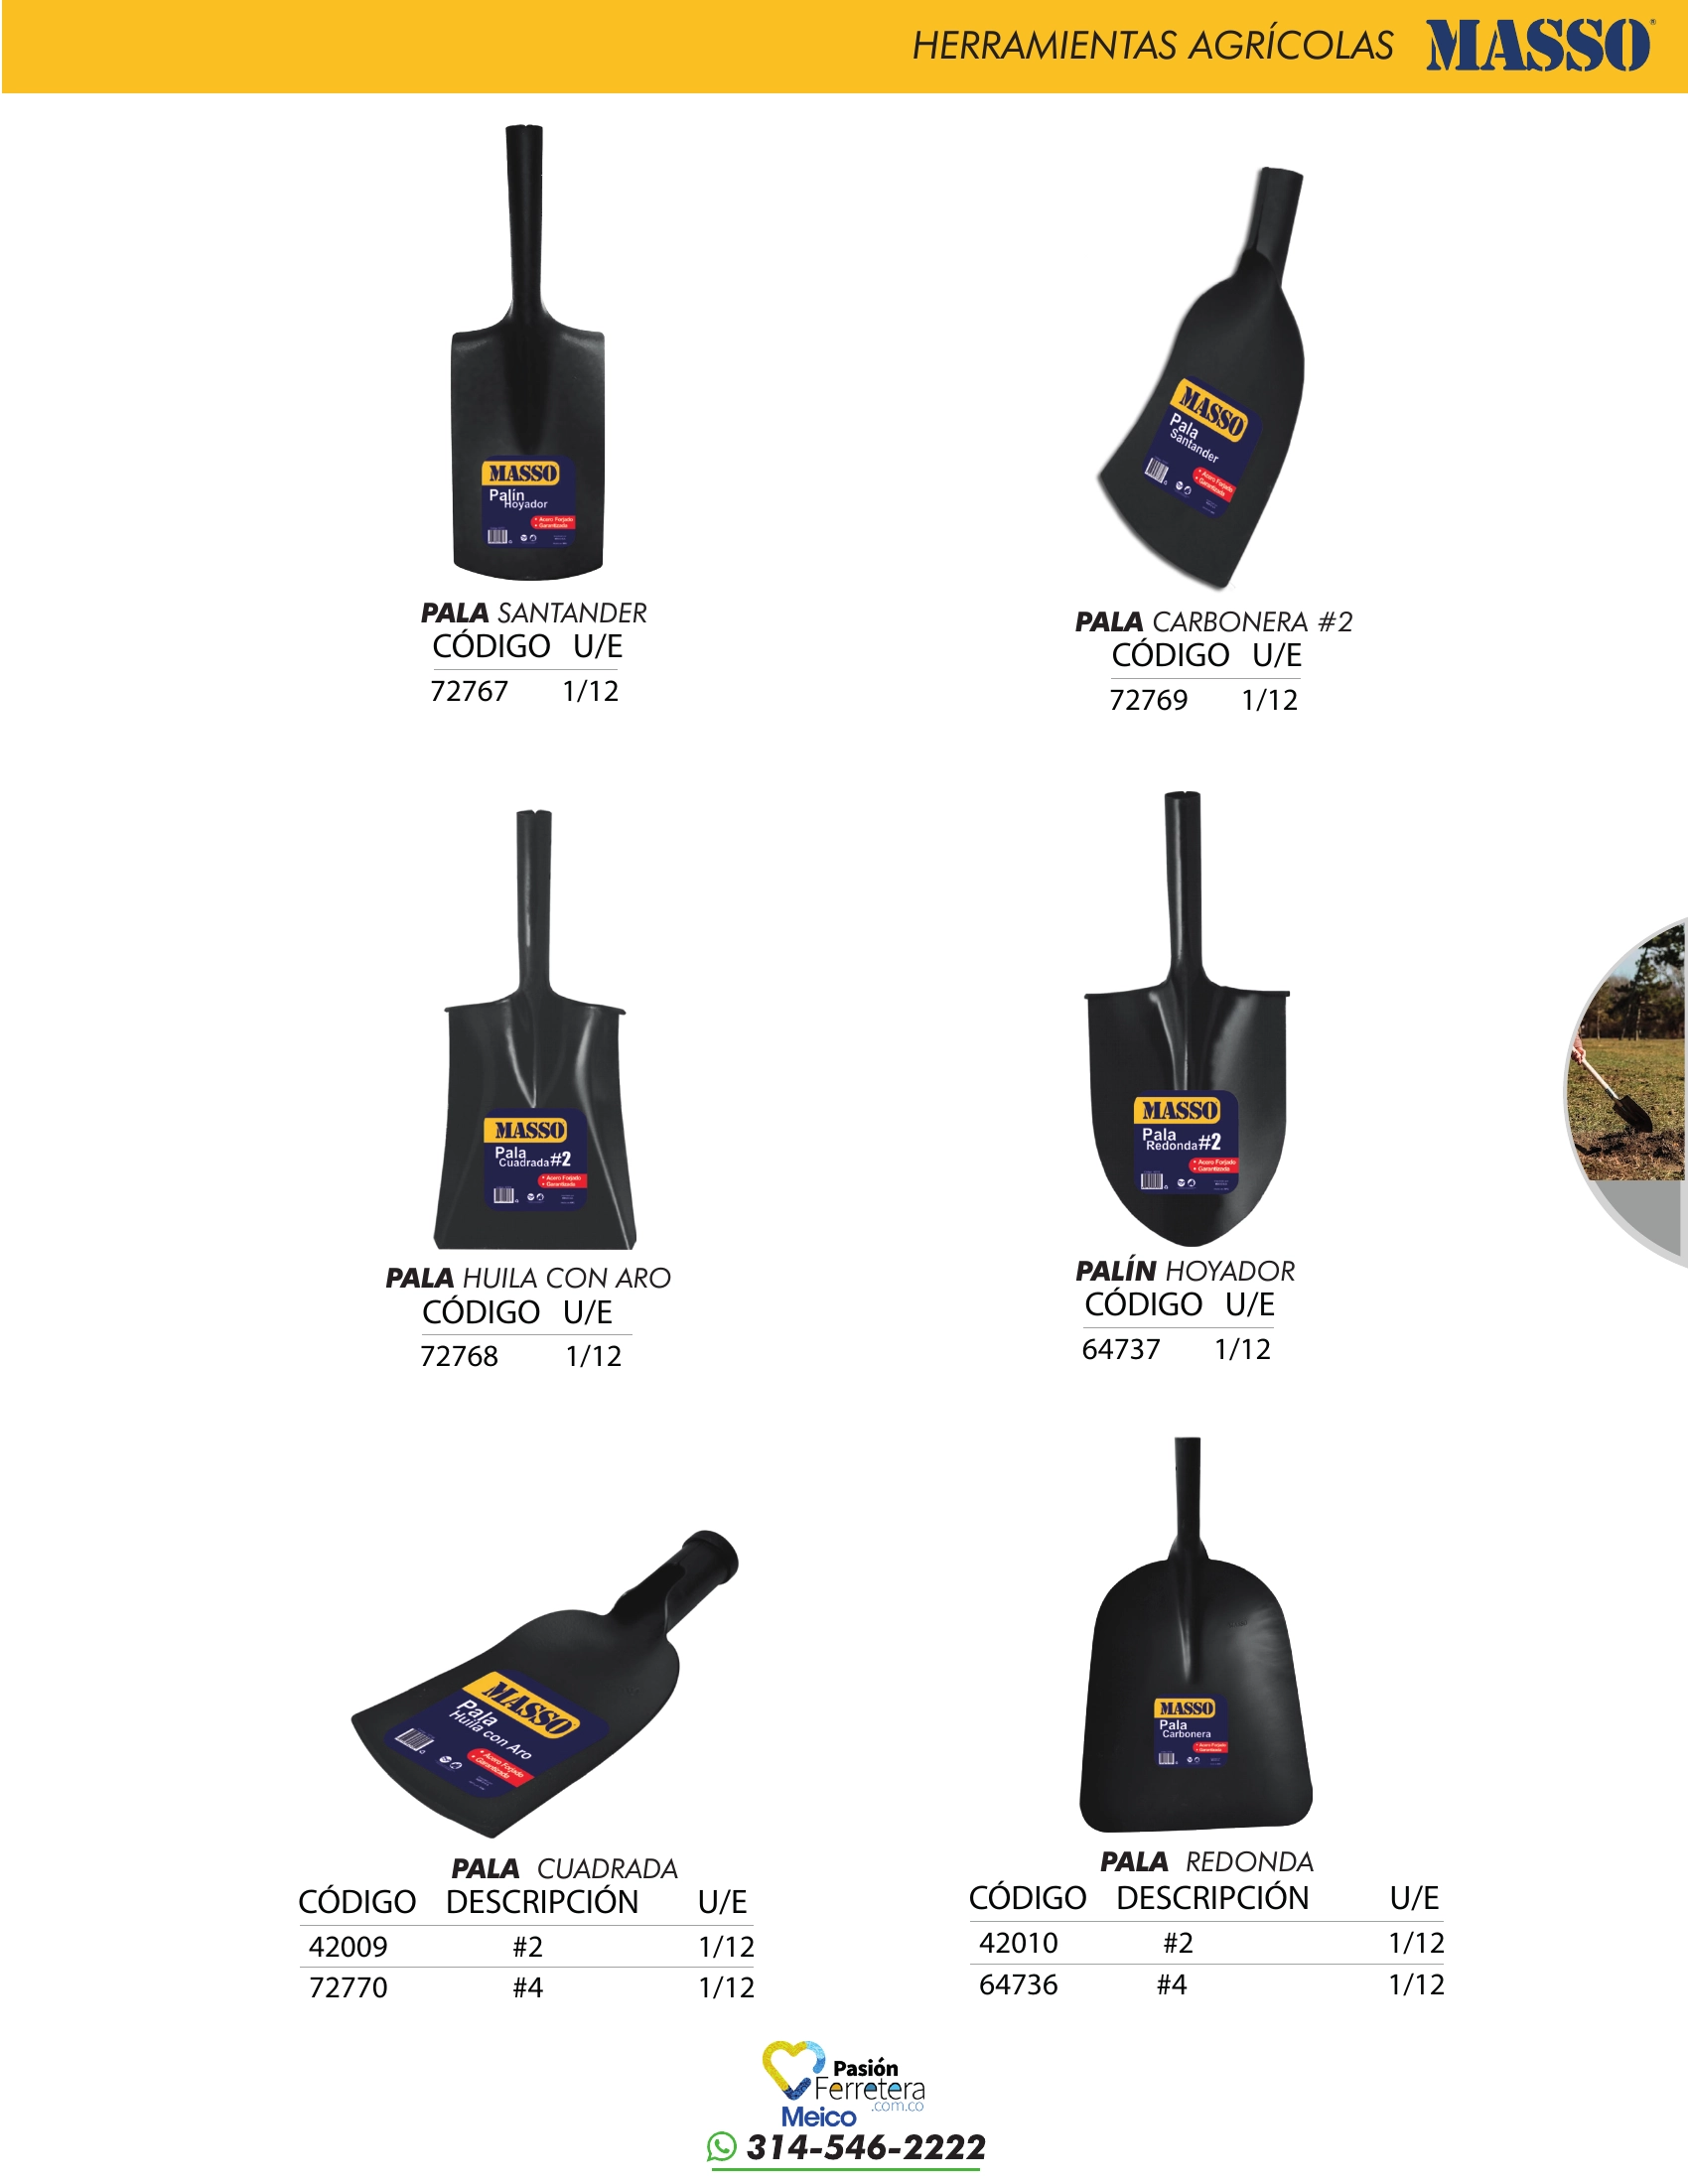 HERRAMIENTAS AGRÍCOLAS MASSO®
MASSO
Palín
Hoyador
• Acero Forjado
• Garantizada
PALA SANTANDER
CÓDIGO U/E
72767 1/12
MASSO
Pala
Santander
• Acero Forjado
• Garantizada
PALA CARBONERA #2
CÓDIGO U/E
72769 1/12
MASSO
Pala
Cuadrada #2
• Acero Forjado
• Garantizada
PALA HUILA CON ARO
CÓDIGO U/E
72768 1/12
MASSO
Pala
Redonda #2
• Acero Forjado
• Garantizada
PALÍN HOYADOR
CÓDIGO U/E
64737 1/12
MASSO
Pala
Huila con Aro
• Acero Forjado
• Garantizada
PALA CUADRADA
CÓDIGO DESCRIPCIÓN U/E
42009 #2 1/12
72770 #4 1/12
MASSO
Pala
Carbonera
• Acero Forjado
• Garantizada
PALA REDONDA
CÓDIGO DESCRIPCIÓN U/E
42010 #2 1/12
64736 #4 1/12
Pasión
Ferretera
.com.co
Meico
314-546-2222